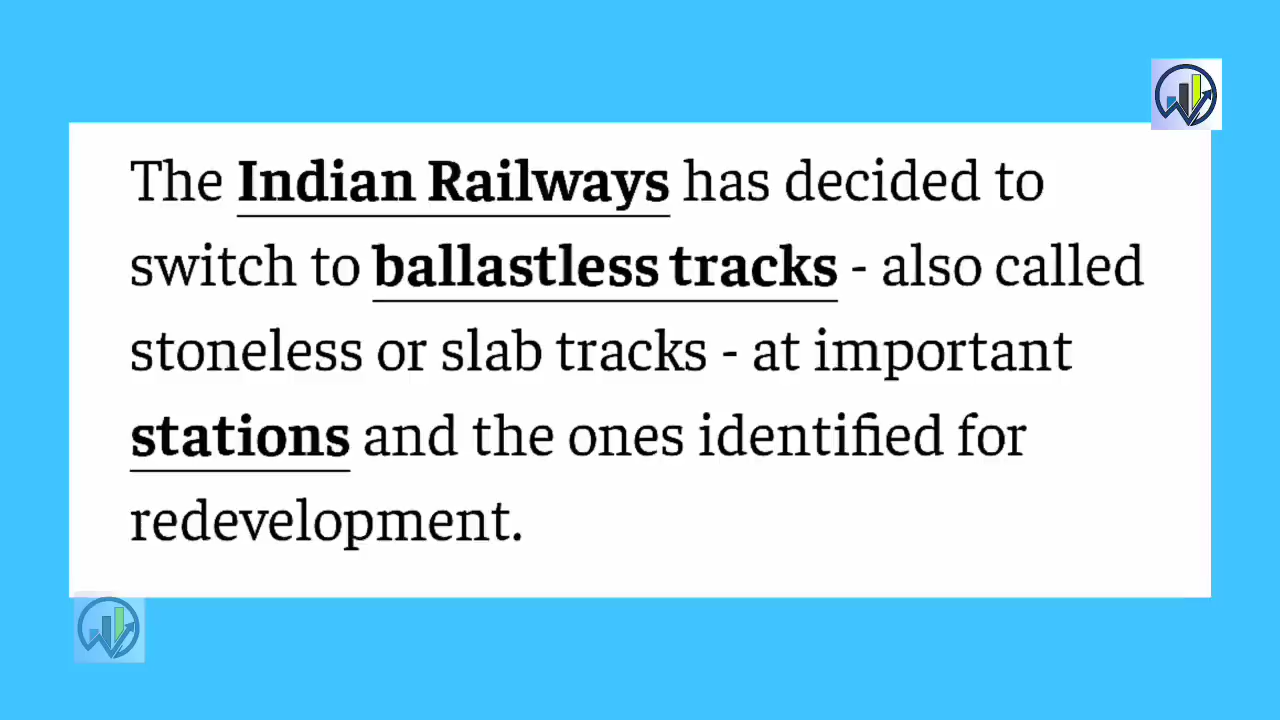 The Indian Railways has decided to
switch to ballastless tracks - also called
stoneless or slab tracks - at important
stations and the ones identified for
redevelopment.